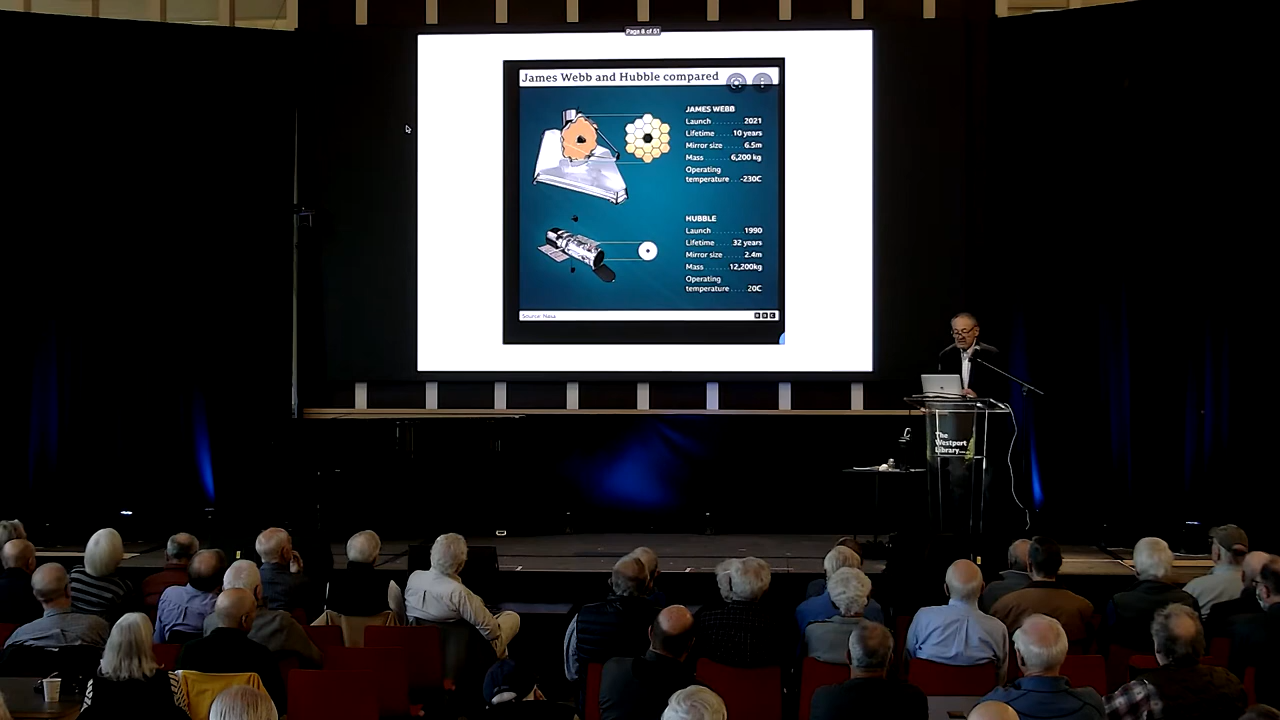 Page 8 of 51
James Webb and Hubble compared
JAMES WEBB
Launch ........ 2021
Lifetime .... 10 years
Mirror size .... 6.5m
Mass ...... 6,200 kg
Operating
temperature ... -230C
HUBBLE
Launch ........ 1990
Lifetime .... 32 years
Mirror size .... 2.4m
Mass ...... 12,200kg
Operating
temperature ..... 20C
Source: Nasa
BBC
The
Westport
Library